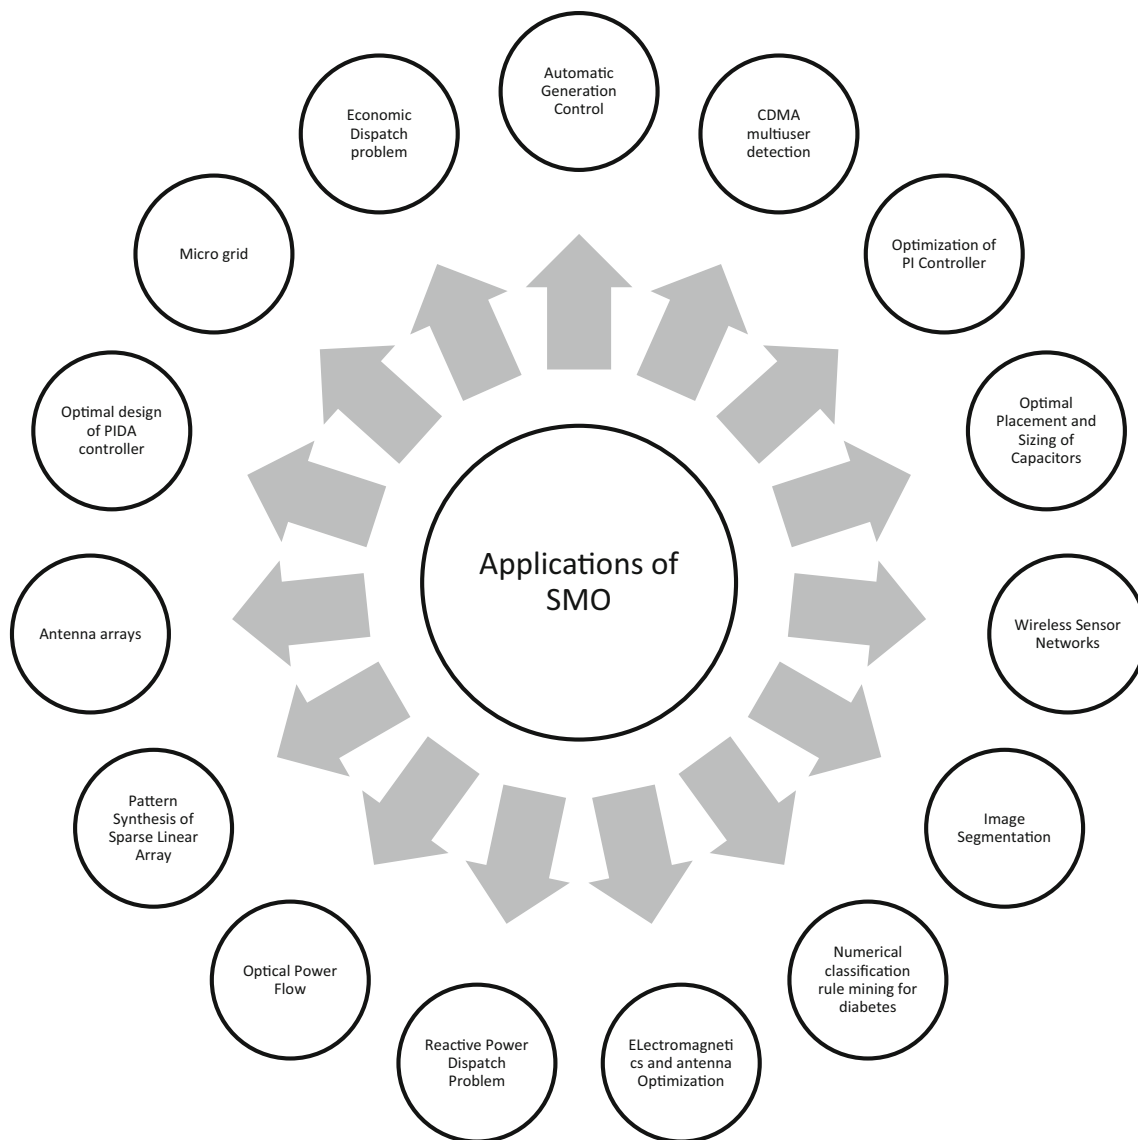 Applications of
SMO
Automatic
Generation
Control
CDMA
multiuser
detection
Optimization of
PI Controller
Optimal
Placement and
Sizing of
Capacitors
Wireless Sensor
Networks
Image
Segmentation
Numerical
classification
rule mining for
diabetes
ELectromagneti
cs and antenna
Optimization
Reactive Power
Dispatch
Problem
Optical Power
Flow
Pattern
Synthesis of
Sparse Linear
Array
Antenna arrays
Optimal design
of PIDA
controller
Micro grid
Economic
Dispatch
problem